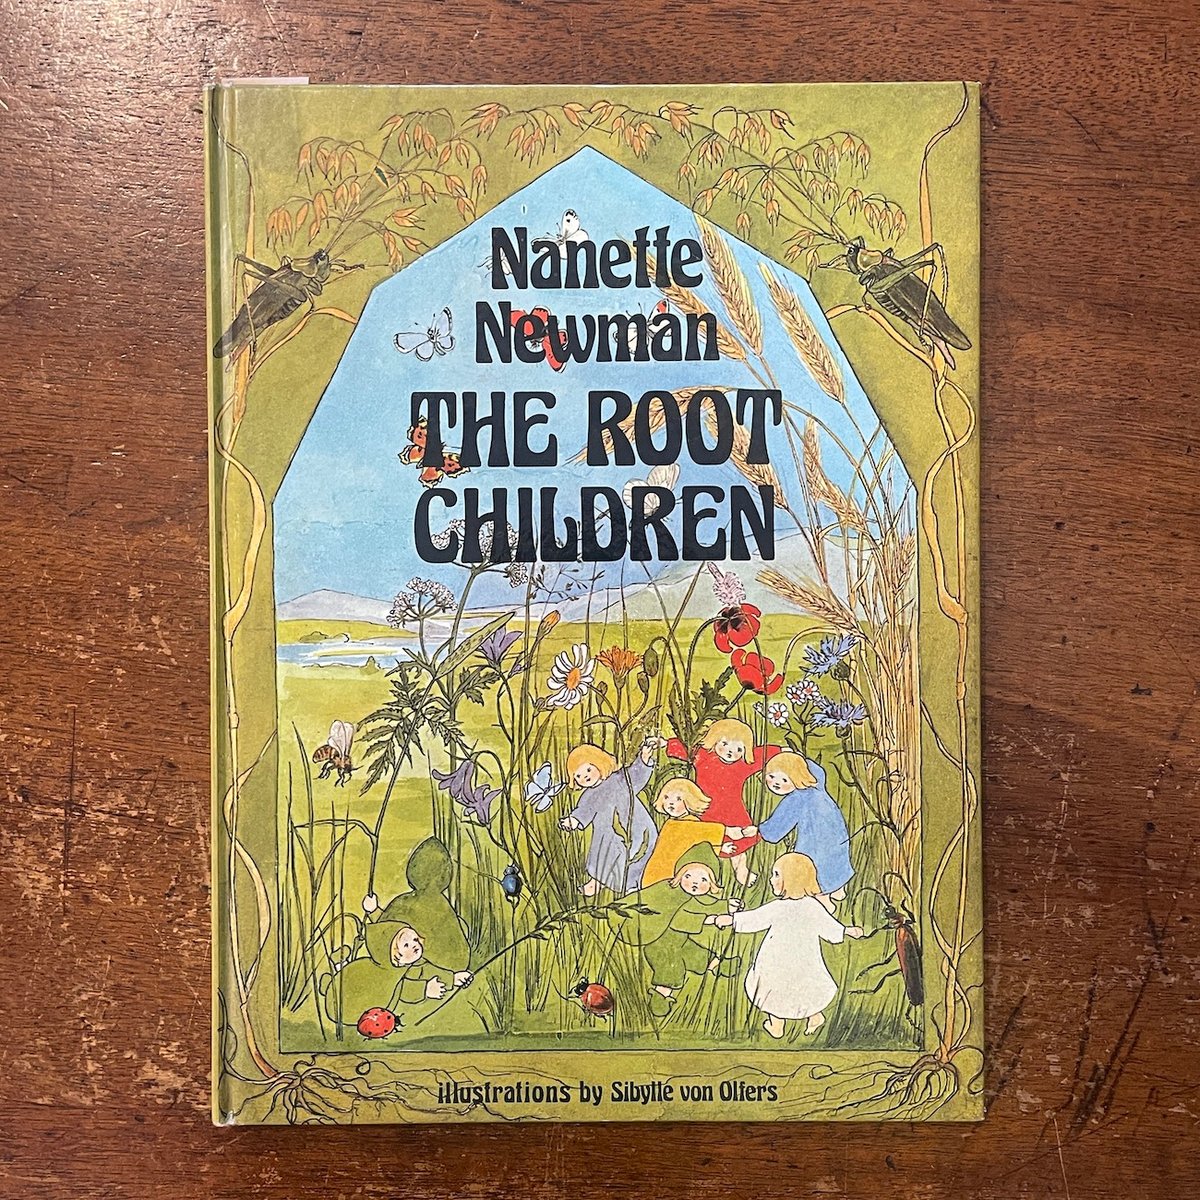 Nanette
Newman
THE ROOT
CHILDREN
illustrations by Sibylle von Olfers